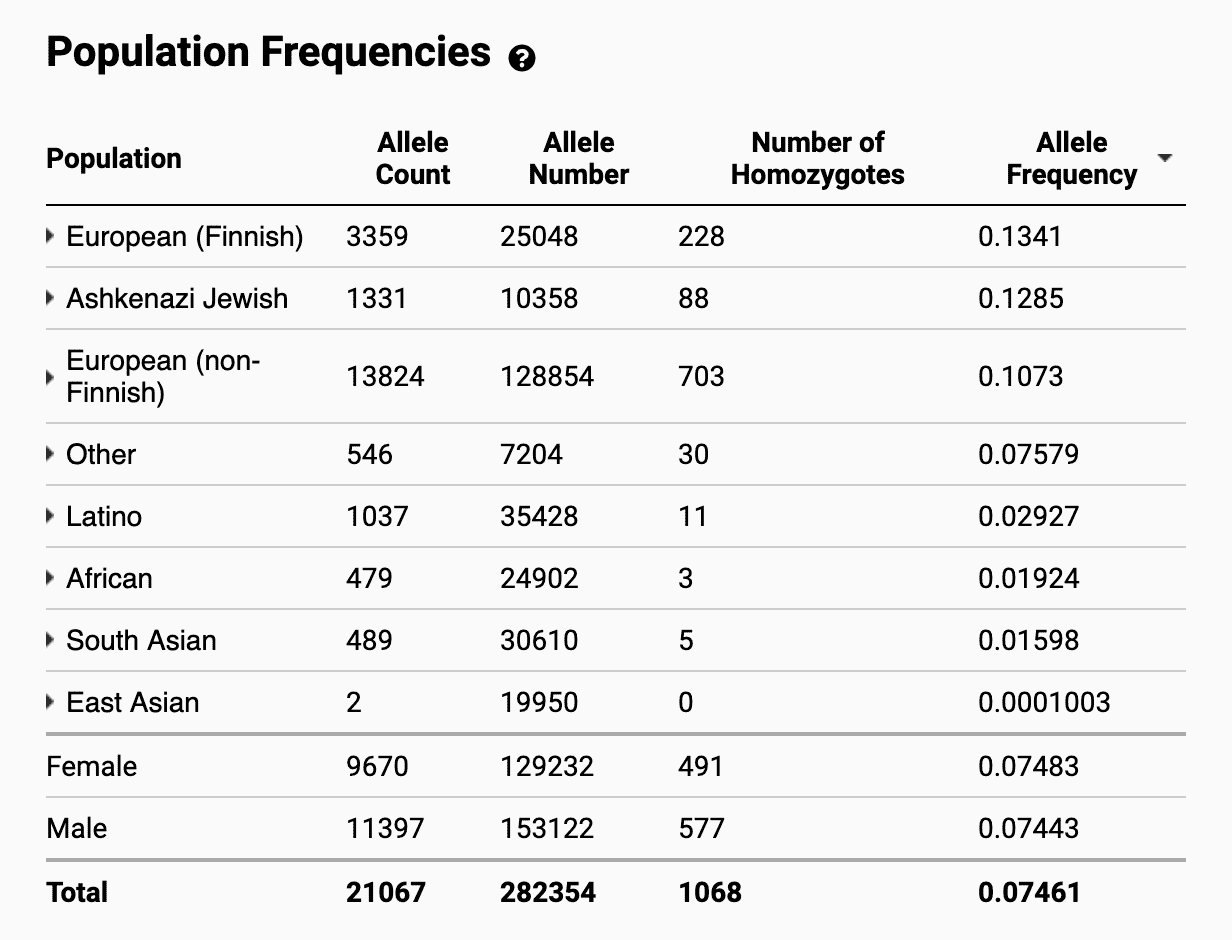 Population Frequencies ?
Population Allele Count Allele Number Number of Homozygotes Allele Frequency
European (Finnish) 3359 25048 228 0.1341
Ashkenazi Jewish 1331 10358 88 0.1285
European (non-Finnish) 13824 128854 703 0.1073
Other 546 7204 30 0.07579
Latino 1037 35428 11 0.02927
African 479 24902 3 0.01924
South Asian 489 30610 5 0.01598
East Asian 2 19950 0 0.0001003
Female 9670 129232 491 0.07483
Male 11397 153122 577 0.07443
Total 21067 282354 1068 0.07461